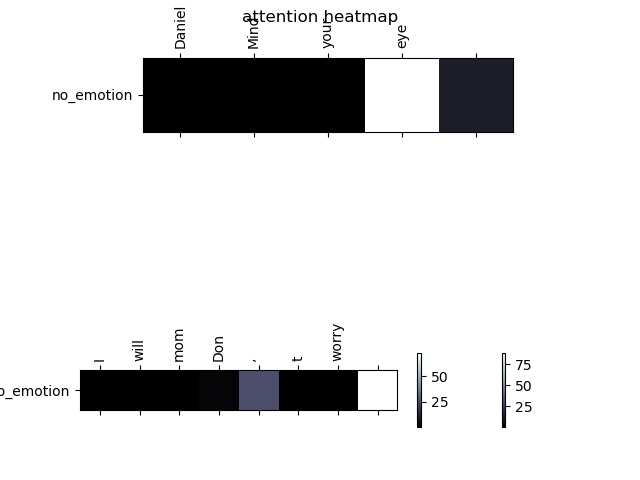 attention heatmap
Daniel Mind your eye
no_emotion
I will mom Don , t worry
o_emotion
50
25
75
50
25